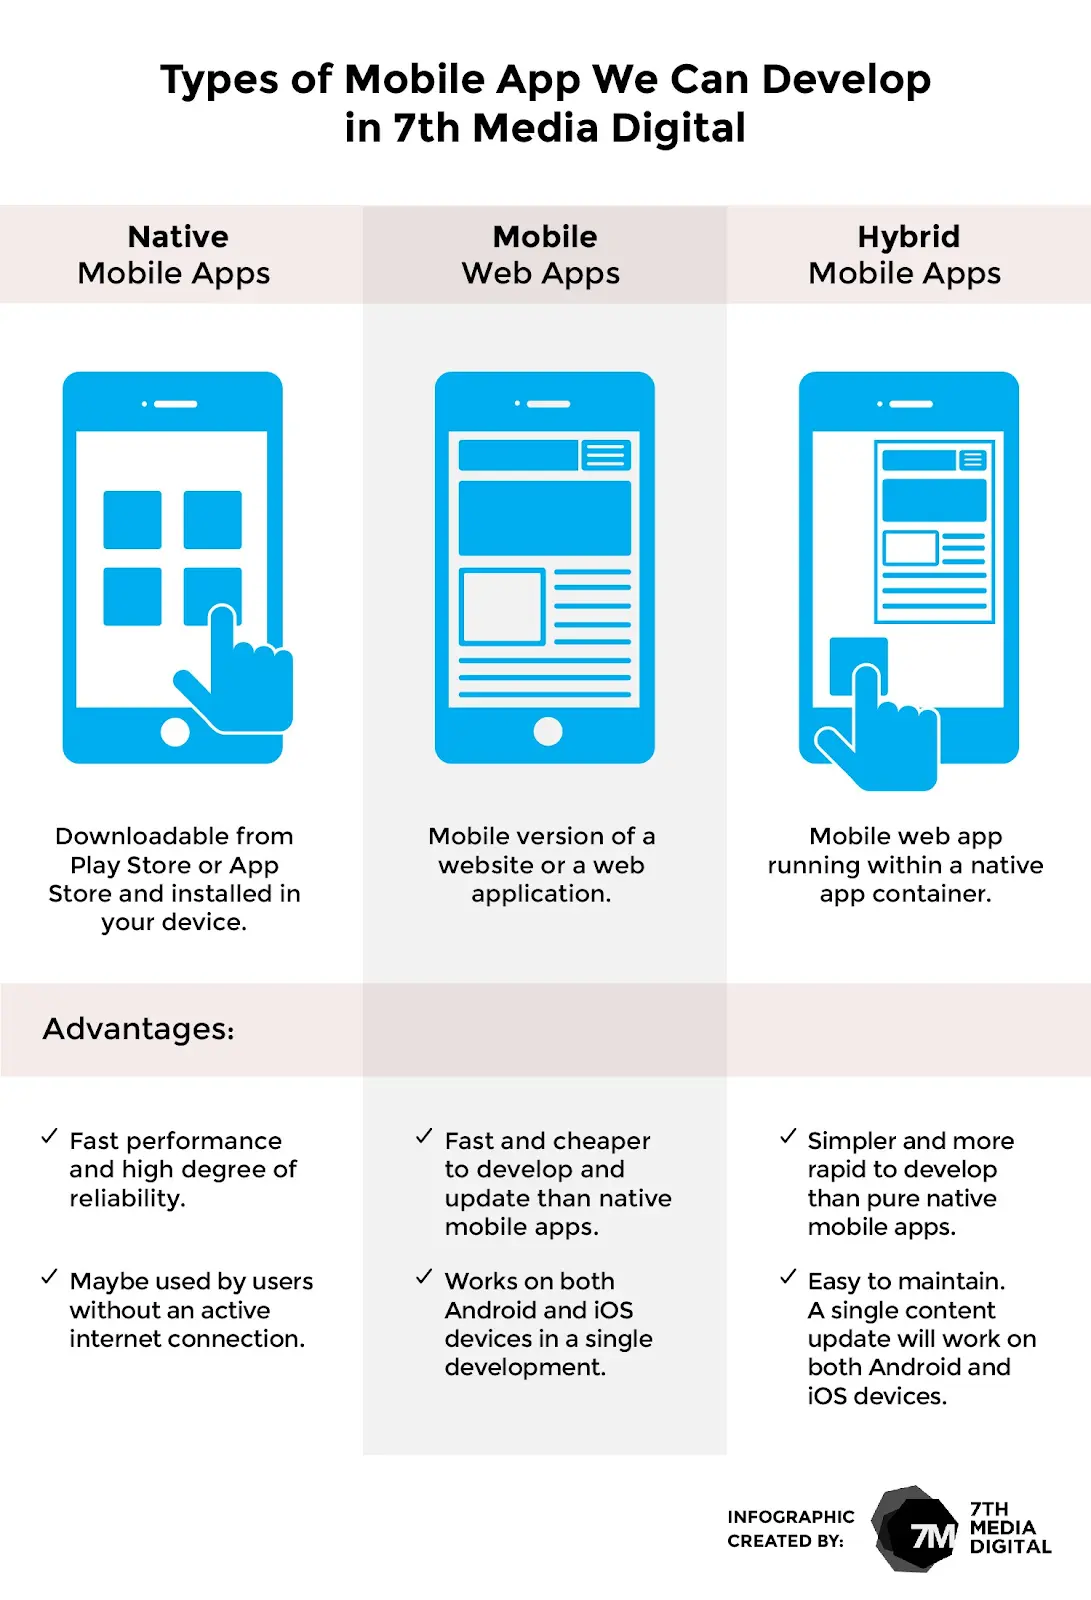 Types of Mobile App We Can Develop
in 7th Media Digital
Native
Mobile Apps
Mobile
Web Apps
Hybrid
Mobile Apps
Downloadable from
Play Store or App
Store and installed in
your device.
Mobile version of a
website or a web
application.
Mobile web app
running within a native
app container.
Advantages:
✓ Fast performance
and high degree of
reliability.
✓ Maybe used by users
without an active
internet connection.
✓ Fast and cheaper
to develop and
update than native
mobile apps.
✓ Works on both
Android and iOS
devices in a single
development.
✓ Simpler and more
rapid to develop
than pure native
mobile apps.
✓ Easy to maintain.
A single content
update will work on
both Android and
iOS devices.
INFOGRAPHIC
CREATED BY:
7M
7TH
MEDIA
DIGITAL